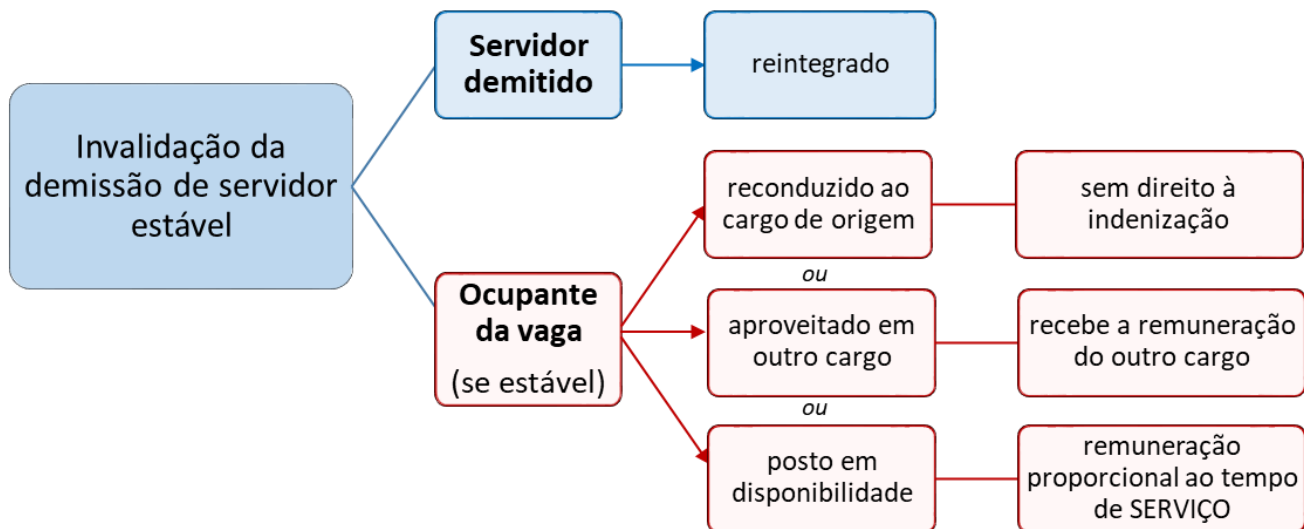 Invalidação da
demissão de servidor
estável
Servidor
demitido
reintegrado
Ocupante
da vaga
(se estável)
reconduzido ao
cargo de origem
sem direito à
indenização
ou
aproveitado em
outro cargo
recebe a remuneração
do outro cargo
ou
posto em
disponibilidade
remuneração
proporcional ao tempo
de SERVIÇO